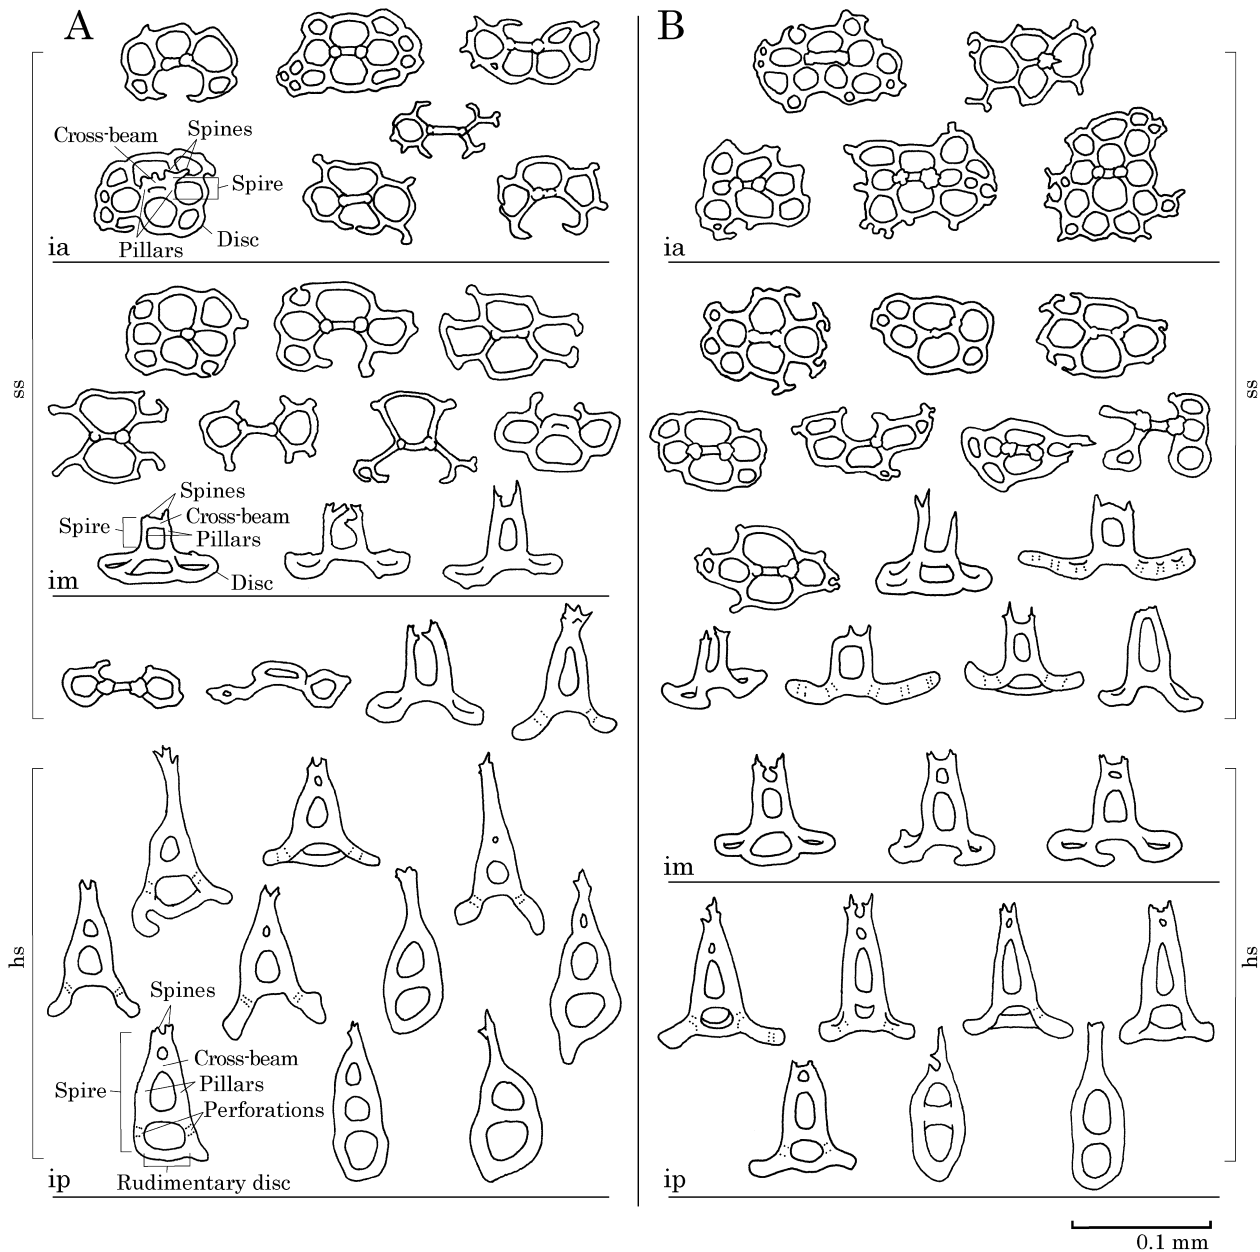 A
B
Cross-beam
Spines
Spire
Pillars
Disc
ia
ia
ss
ss
Spines
Spire
Cross-beam
Pillars
Disc
im
im
hs
hs
Spines
Cross-beam
Spire
Pillars
Perforations
Rudimentary disc
ip
ip
0.1 mm